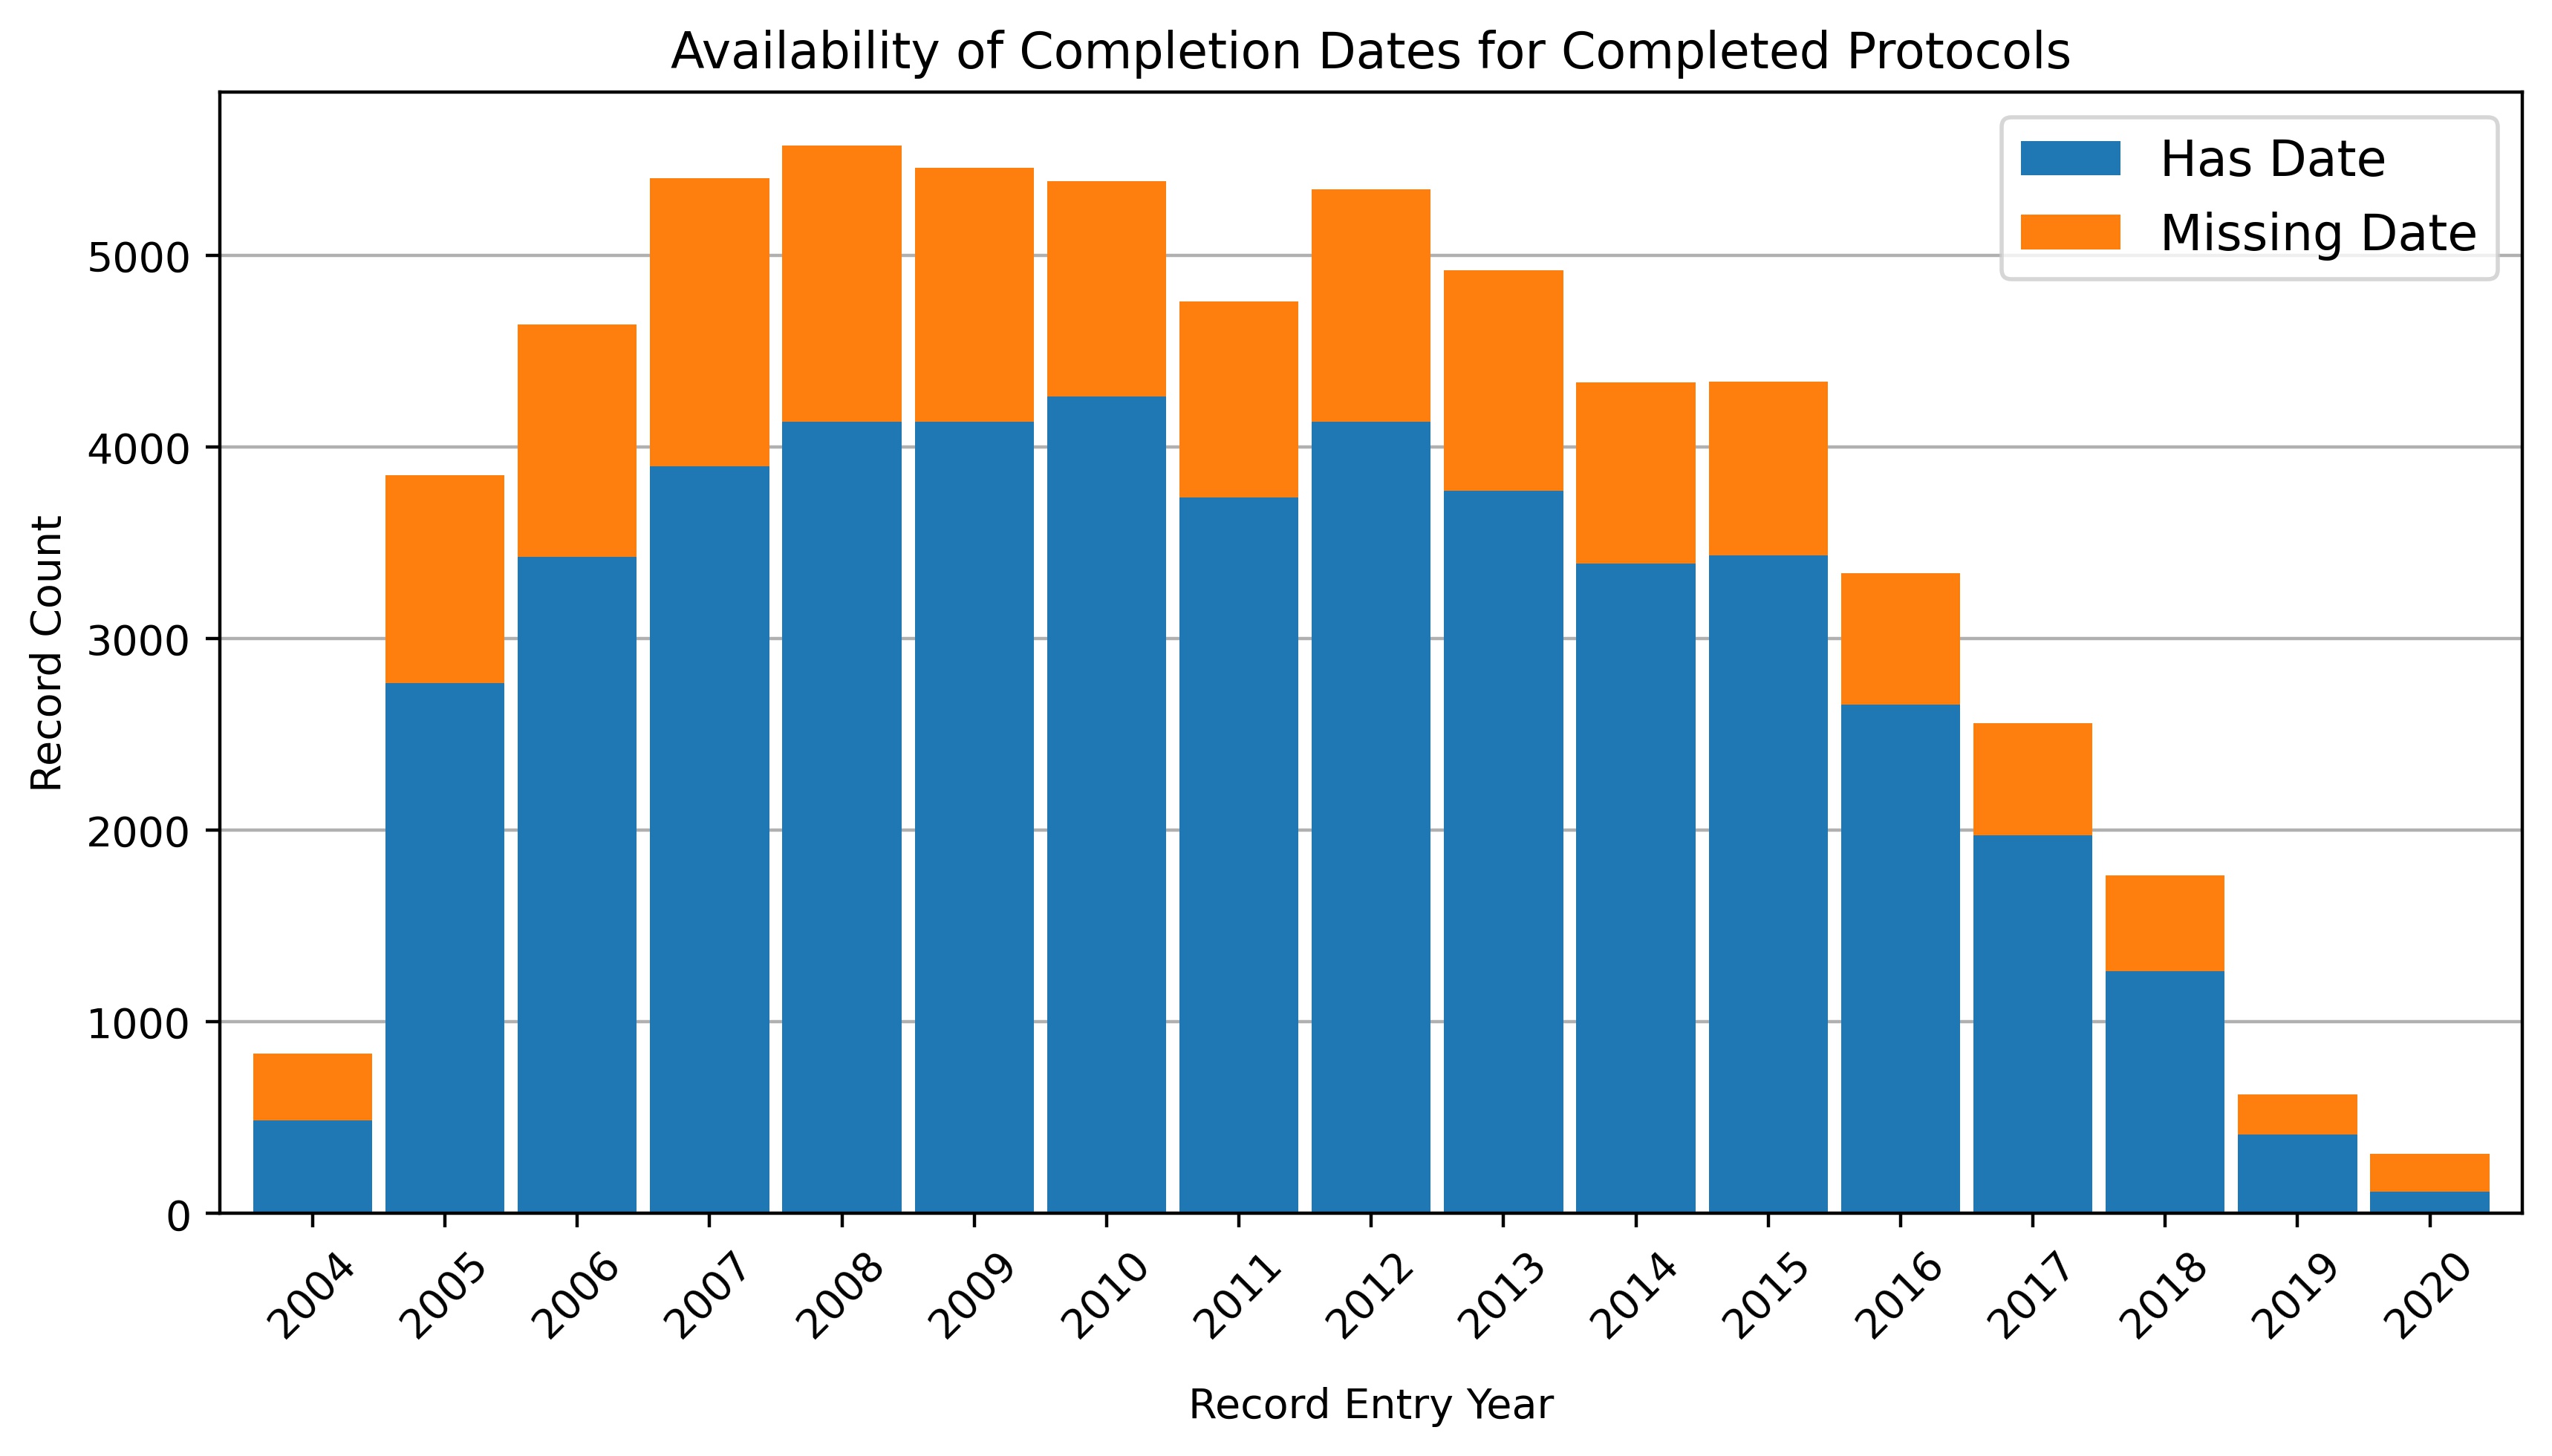 Availability of Completion Dates for Completed Protocols
Has Date
Missing Date
Record Count
5000
4000
3000
2000
1000
0
2004 2005 2006 2007 2008 2009 2010 2011 2012 2013 2014 2015 2016 2017 2018 2019 2020
Record Entry Year